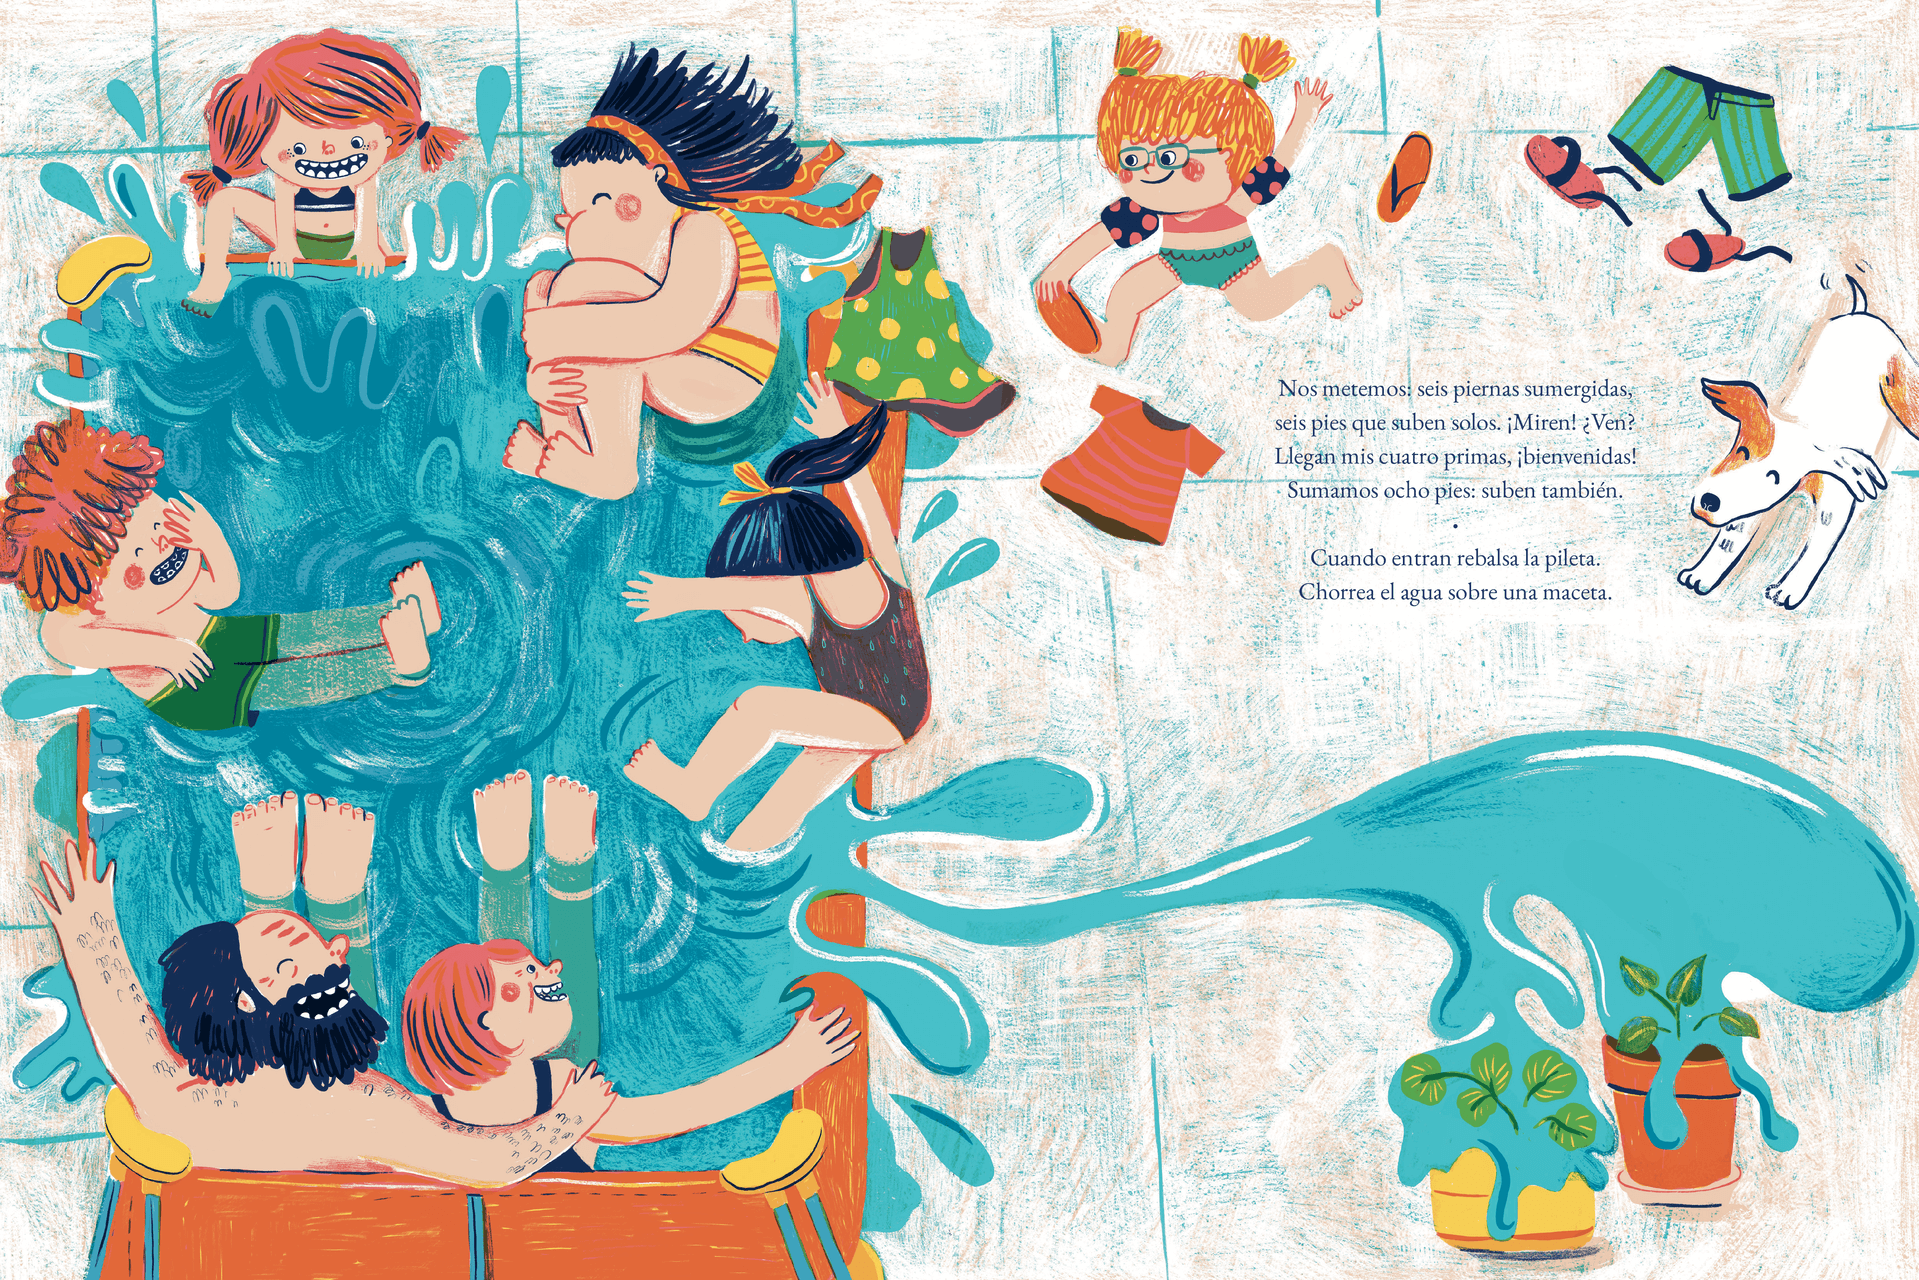 Nos metemos: seis piernas sumergidas,
seis pies que suben solos. ¡Miren! ¿Ven?
Llegan mis cuatro primas, ¡bienvenidas!
Sumamos ocho pies: suben también.
•
Cuando entran rebalsa la pileta.
Chorrea el agua sobre una maceta.